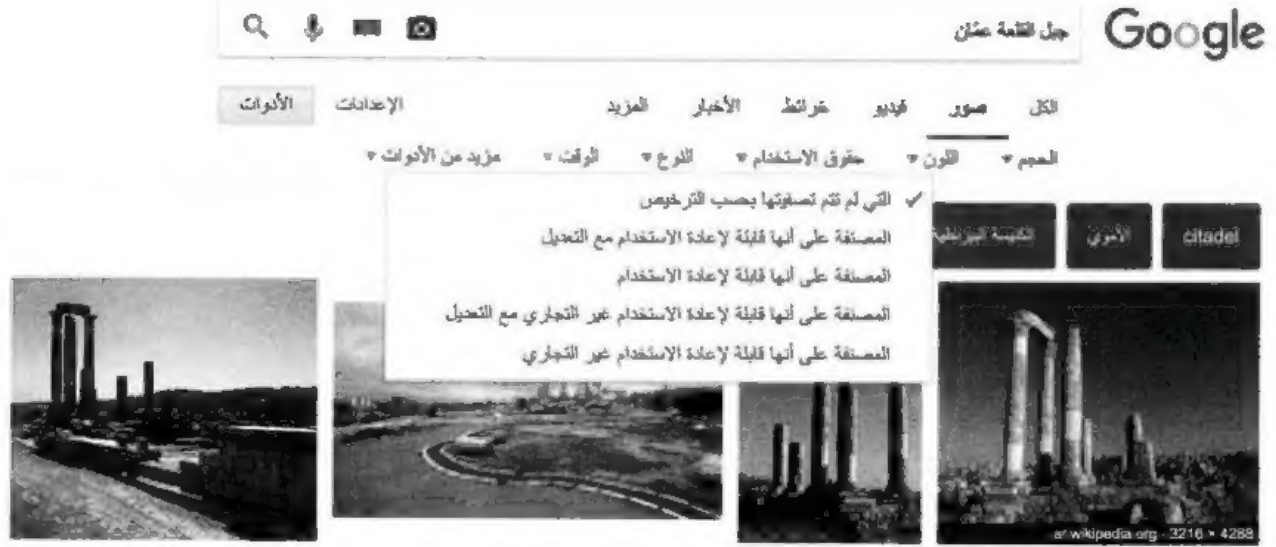 Google
جبل القلعة عمّان
الكل صور فيديو خرائط الأخبار المزيد الإعدادات الأدوات
الحجم اللون حقوق الاستخدام النوع الوقت مزيد من الأدوات
✓ التي لم تتم تصفيتها بحسب الترخيص
المصنفة على أنها قابلة لإعادة الاستخدام مع التعديل
المصنفة على أنها قابلة لإعادة الاستخدام
المصنفة على أنها قابلة لإعادة الاستخدام غير التجاري مع التعديل
المصنفة على أنها قابلة لإعادة الاستخدام غير التجاري
citadel الأموي الكنيسة البيزنطية
ar.wikipedia.org - 3216 × 4288